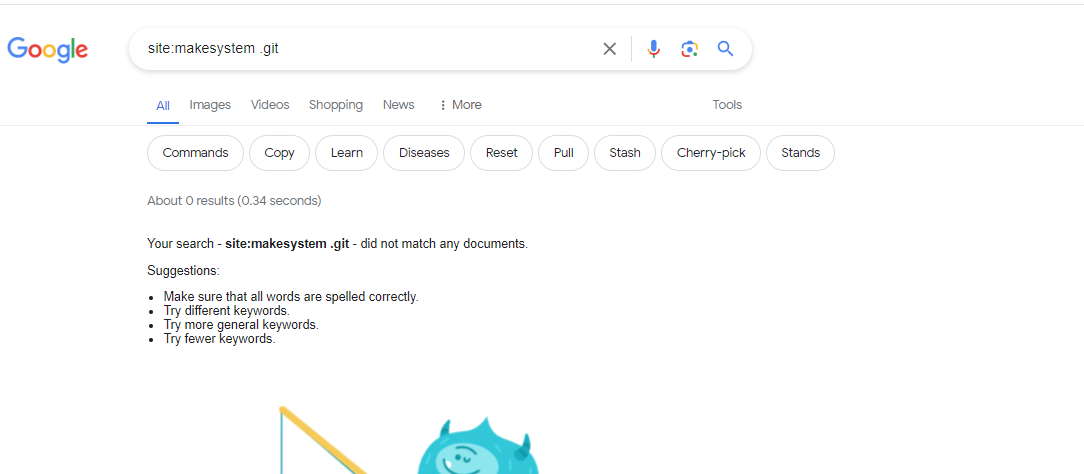 Google
site:makesystem .git
All Images Videos Shopping News More Tools
Commands Copy Learn Diseases Reset Pull Stash Cherry-pick Stands
About 0 results (0.34 seconds)
Your search - site:makesystem .git - did not match any documents.
Suggestions:
Make sure that all words are spelled correctly.
Try different keywords.
Try more general keywords.
Try fewer keywords.